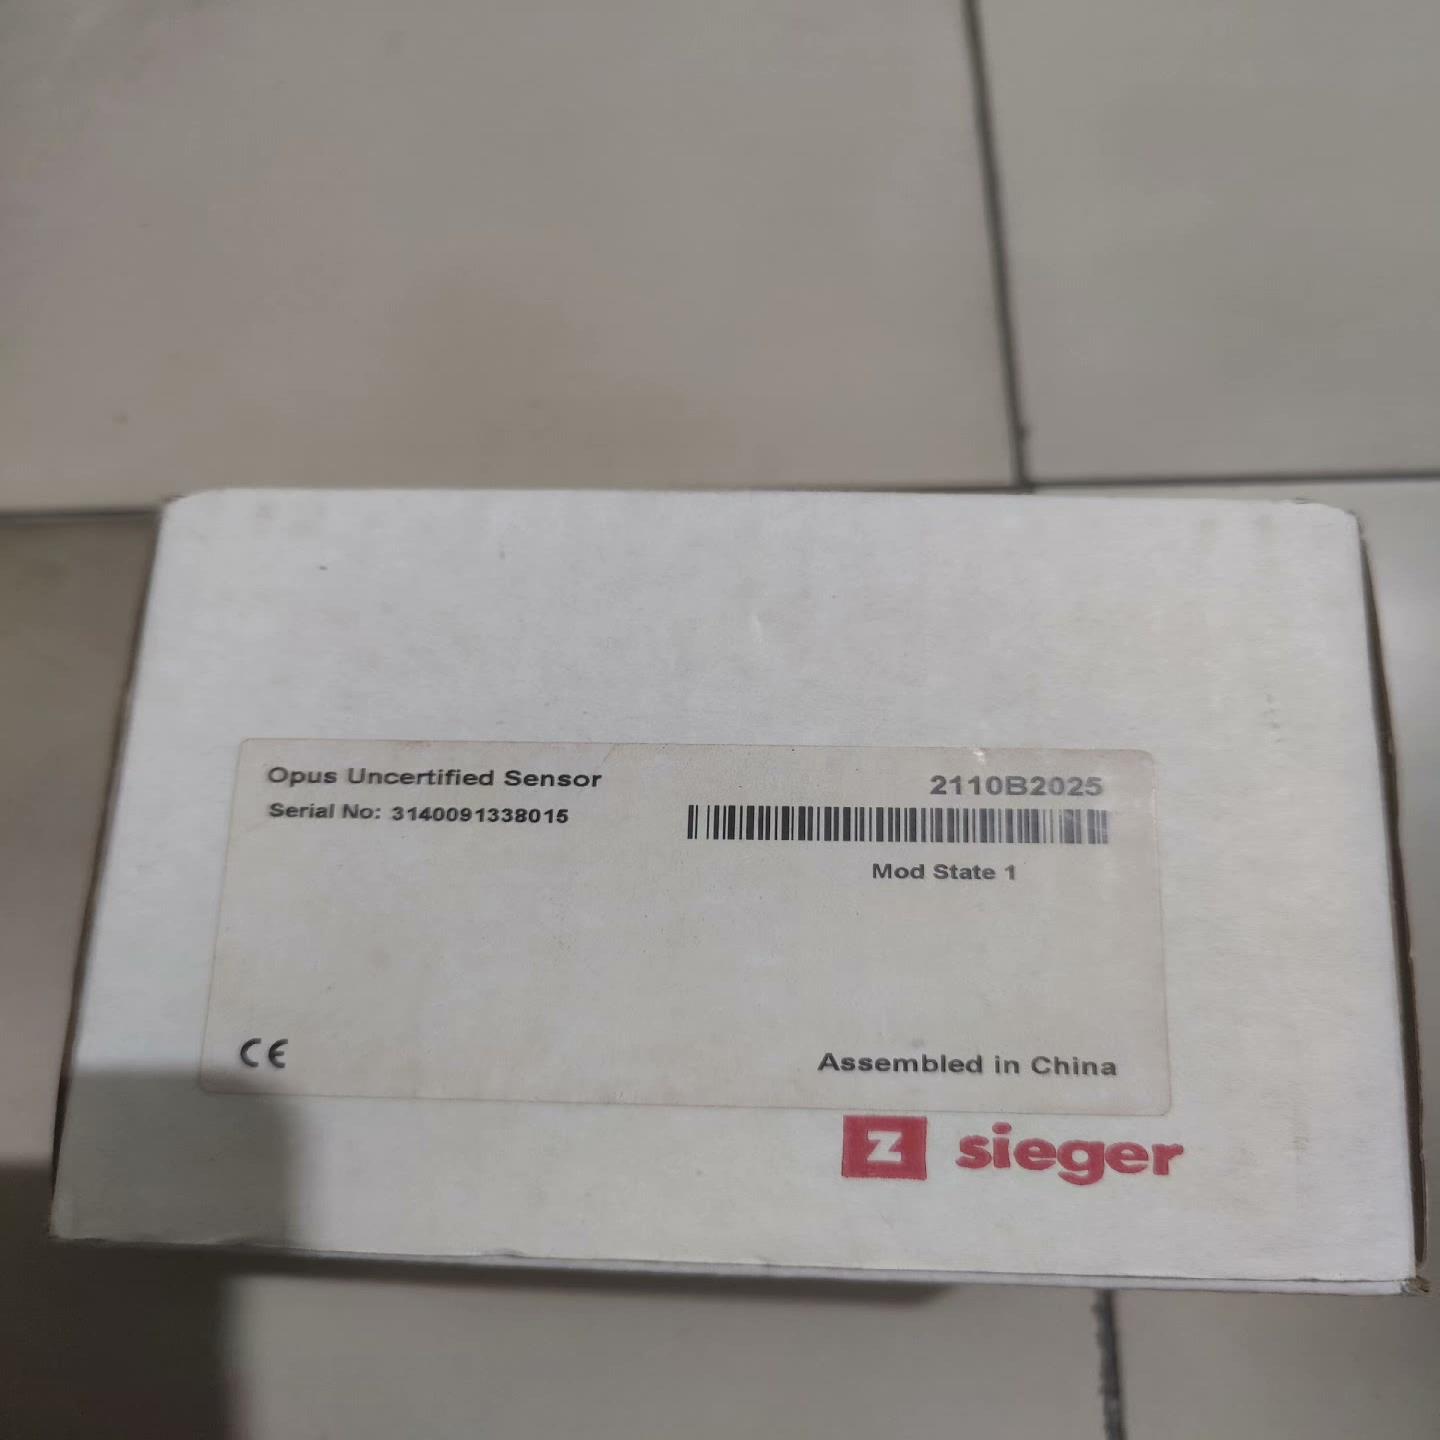 Opus Uncertified Sensor
2110B2025
Serial No: 3140091338015
Mod State 1
CE
Assembled in China
Z sieger